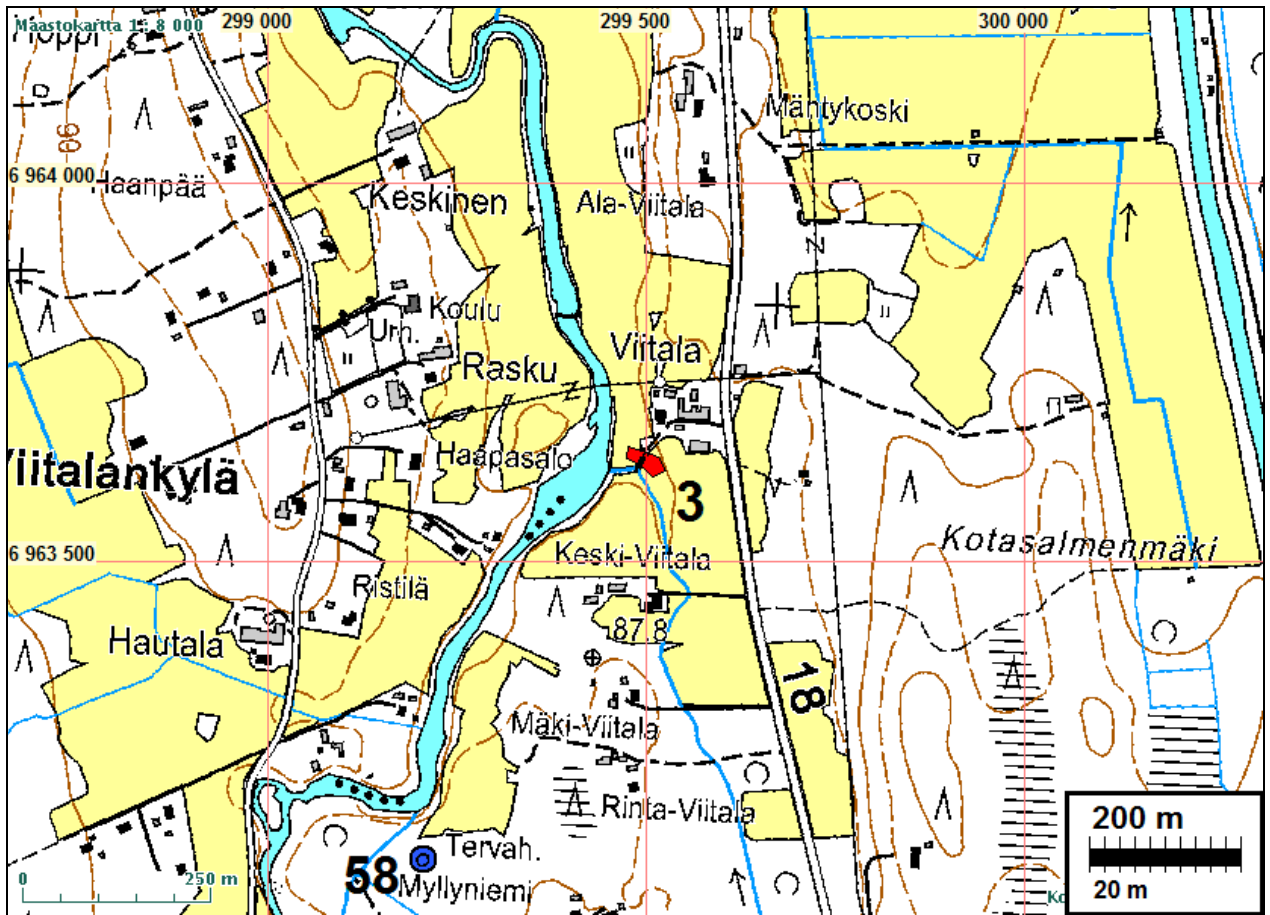 Maastokartta 1: 8 000
299 000
299 500
300 000
Hoppi
Mäntykoski
90
6 964 000
Haanpää
Keskinen
Ala-Viitala
Koulu
Urh.
Viitala
Rasku
Haapasalo
Viitalankylä
3
Kotasalmenmäki
6 963 500
Keski-Viitala
Ristilä
87.8
Hautala
18
Mäki-Viitala
Rinta-Viitala
200 m
Tervah.
58
Myllyniemi
0
250 m
20 m